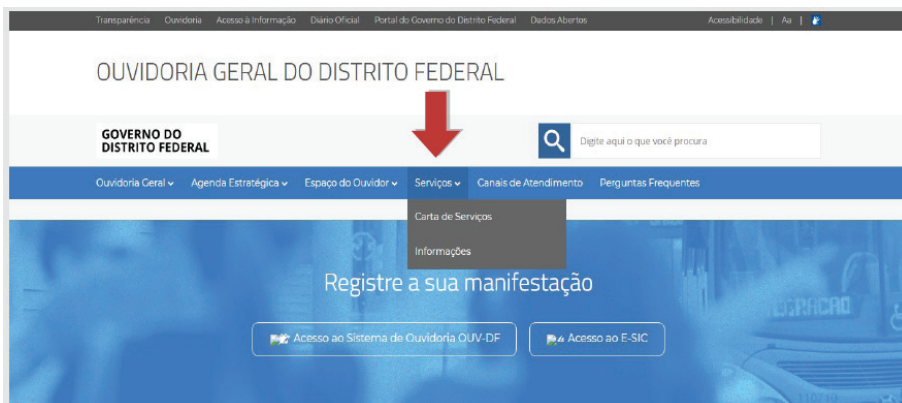 Transparência Ouvidoria Acesso à Informação Diário Oficial Portal do Governo do Distrito Federal Dados Abertos Acessibilidade | Aa |
OUVIDORIA GERAL DO DISTRITO FEDERAL
GOVERNO DO
DISTRITO FEDERAL
Digite aqui o que você procura
Ouvidoria Geral Agenda Estratégica Espaço do Ouvidor Serviços Canais de Atendimento Perguntas Frequentes
Carta de Serviços
Informações
Registre a sua manifestação
Acesso ao Sistema de Ouvidoria OUV-DF Acesso ao E-SIC
110710